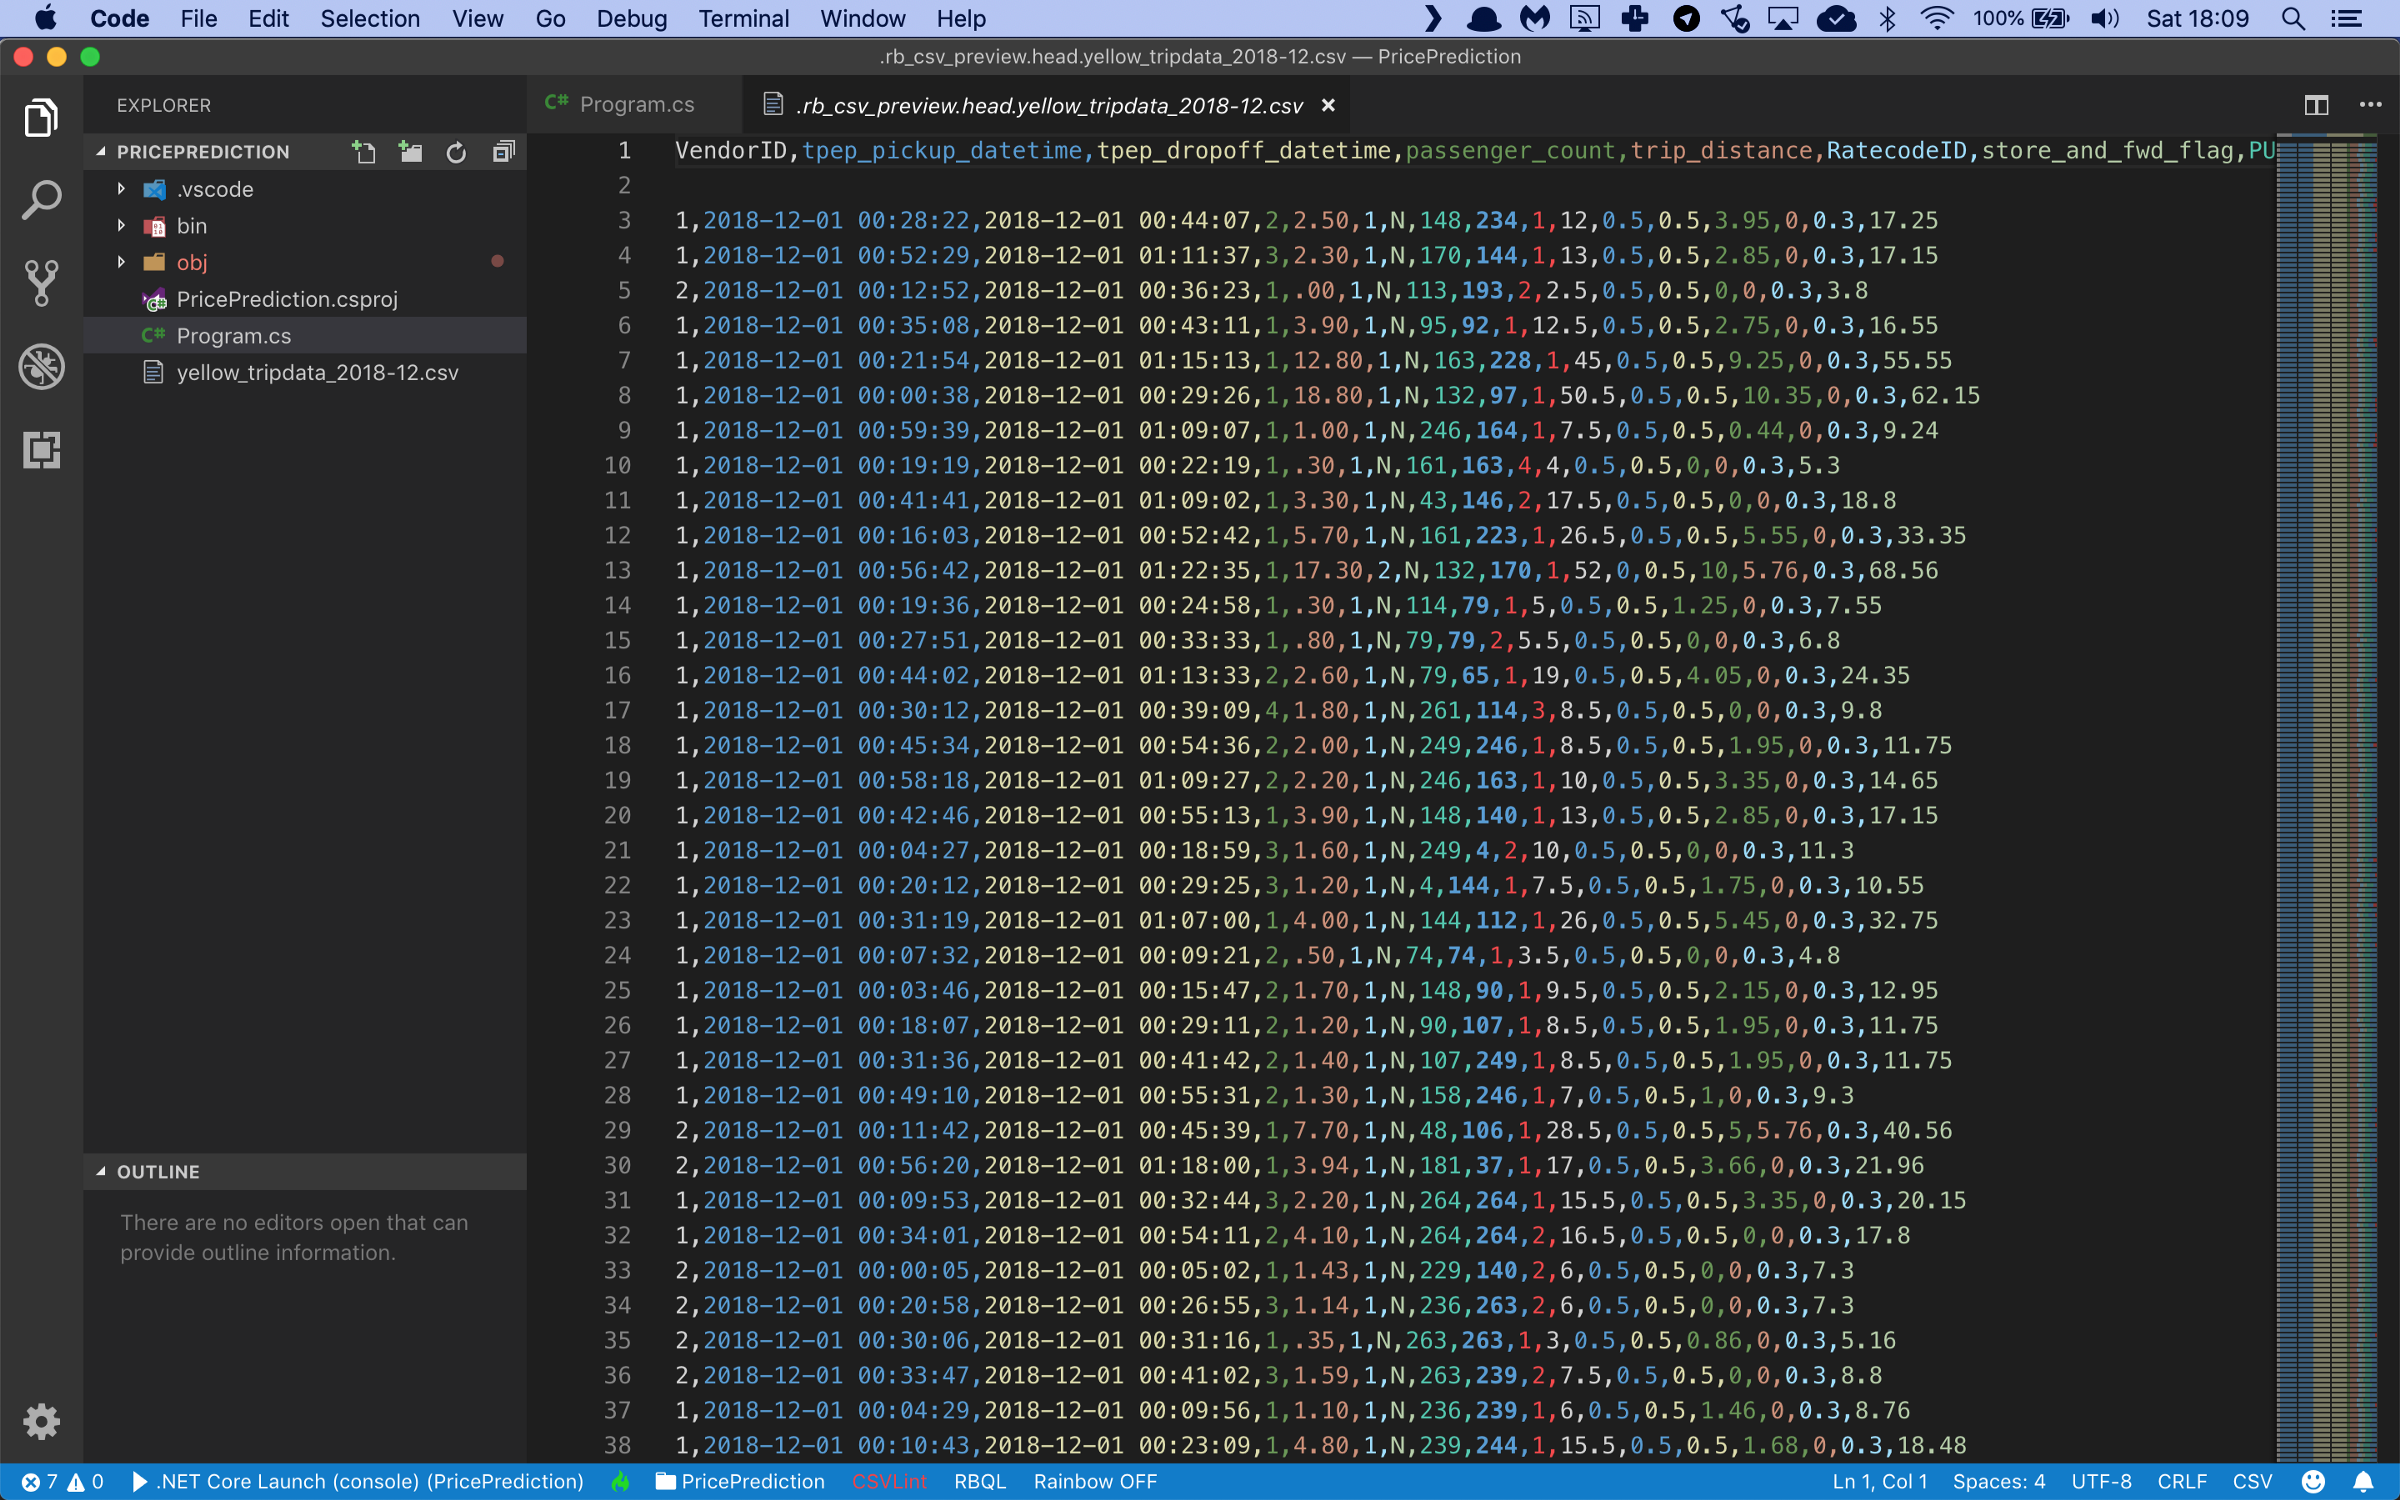 Code File Edit Selection View Go Debug Terminal Window Help 100% Sat 18:09
.rb_csv_preview.head.yellow_tripdata_2018-12.csv — PricePrediction
EXPLORER
PRICEPREDICTION
.vscode
bin
obj
PricePrediction.csproj
C# Program.cs
yellow_tripdata_2018-12.csv
OUTLINE
There are no editors open that can
provide outline information.
C# Program.cs .rb_csv_preview.head.yellow_tripdata_2018-12.csv
1 VendorID,tpep_pickup_datetime,tpep_dropoff_datetime,passenger_count,trip_distance,RatecodeID,store_and_fwd_flag,PU
2
3 1,2018-12-01 00:28:22,2018-12-01 00:44:07,2,2.50,1,N,148,234,1,12,0.5,0.5,3.95,0,0.3,17.25
4 1,2018-12-01 00:52:29,2018-12-01 01:11:37,3,2.30,1,N,170,144,1,13,0.5,0.5,2.85,0,0.3,17.15
5 2,2018-12-01 00:12:52,2018-12-01 00:36:23,1,.00,1,N,113,193,2,2.5,0.5,0.5,0,0,0.3,3.8
6 1,2018-12-01 00:35:08,2018-12-01 00:43:11,1,3.90,1,N,95,92,1,12.5,0.5,0.5,2.75,0,0.3,16.55
7 1,2018-12-01 00:21:54,2018-12-01 01:15:13,1,12.80,1,N,163,228,1,45,0.5,0.5,9.25,0,0.3,55.55
8 1,2018-12-01 00:00:38,2018-12-01 00:29:26,1,18.80,1,N,132,97,1,50.5,0.5,0.5,10.35,0,0.3,62.15
9 1,2018-12-01 00:59:39,2018-12-01 01:09:07,1,1.00,1,N,246,164,1,7.5,0.5,0.5,0.44,0,0.3,9.24
10 1,2018-12-01 00:19:19,2018-12-01 00:22:19,1,.30,1,N,161,163,4,4,0.5,0.5,0,0,0.3,5.3
11 1,2018-12-01 00:41:41,2018-12-01 01:09:02,1,3.30,1,N,43,146,2,17.5,0.5,0.5,0,0,0.3,18.8
12 1,2018-12-01 00:16:03,2018-12-01 00:52:42,1,5.70,1,N,161,223,1,26.5,0.5,0.5,5.55,0,0.3,33.35
13 1,2018-12-01 00:56:42,2018-12-01 01:22:35,1,17.30,2,N,132,170,1,52,0,0.5,10,5.76,0.3,68.56
14 1,2018-12-01 00:19:36,2018-12-01 00:24:58,1,.30,1,N,114,79,1,5,0.5,0.5,1.25,0,0.3,7.55
15 1,2018-12-01 00:27:51,2018-12-01 00:33:33,1,.80,1,N,79,79,2,5.5,0.5,0.5,0,0,0.3,6.8
16 1,2018-12-01 00:44:02,2018-12-01 01:13:33,2,2.60,1,N,79,65,1,19,0.5,0.5,4.05,0,0.3,24.35
17 1,2018-12-01 00:30:12,2018-12-01 00:39:09,4,1.80,1,N,261,114,3,8.5,0.5,0.5,0,0,0.3,9.8
18 1,2018-12-01 00:45:34,2018-12-01 00:54:36,2,2.00,1,N,249,246,1,8.5,0.5,0.5,1.95,0,0.3,11.75
19 1,2018-12-01 00:58:18,2018-12-01 01:09:27,2,2.20,1,N,246,163,1,10,0.5,0.5,3.35,0,0.3,14.65
20 1,2018-12-01 00:42:46,2018-12-01 00:55:13,1,3.90,1,N,148,140,1,13,0.5,0.5,2.85,0,0.3,17.15
21 1,2018-12-01 00:04:27,2018-12-01 00:18:59,3,1.60,1,N,249,4,2,10,0.5,0.5,0,0,0.3,11.3
22 1,2018-12-01 00:20:12,2018-12-01 00:29:25,3,1.20,1,N,4,144,1,7.5,0.5,0.5,1.75,0,0.3,10.55
23 1,2018-12-01 00:31:19,2018-12-01 01:07:00,1,4.00,1,N,144,112,1,26,0.5,0.5,5.45,0,0.3,32.75
24 1,2018-12-01 00:07:32,2018-12-01 00:09:21,2,.50,1,N,74,74,1,3.5,0.5,0.5,0,0,0.3,4.8
25 1,2018-12-01 00:03:46,2018-12-01 00:15:47,2,1.70,1,N,148,90,1,9.5,0.5,0.5,2.15,0,0.3,12.95
26 1,2018-12-01 00:18:07,2018-12-01 00:29:11,2,1.20,1,N,90,107,1,8.5,0.5,0.5,1.95,0,0.3,11.75
27 1,2018-12-01 00:31:36,2018-12-01 00:41:42,2,1.40,1,N,107,249,1,8.5,0.5,0.5,1.95,0,0.3,11.75
28 1,2018-12-01 00:49:10,2018-12-01 00:55:31,2,1.30,1,N,158,246,1,7,0.5,0.5,1,0,0.3,9.3
29 2,2018-12-01 00:11:42,2018-12-01 00:45:39,1,7.70,1,N,48,106,1,28.5,0.5,0.5,5,5.76,0.3,40.56
30 2,2018-12-01 00:56:20,2018-12-01 01:18:00,1,3.94,1,N,181,37,1,17,0.5,0.5,3.66,0,0.3,21.96
31 1,2018-12-01 00:09:53,2018-12-01 00:32:44,3,2.20,1,N,264,264,1,15.5,0.5,0.5,3.35,0,0.3,20.15
32 1,2018-12-01 00:34:01,2018-12-01 00:54:11,2,4.10,1,N,264,264,2,16.5,0.5,0.5,0,0,0.3,17.8
33 2,2018-12-01 00:00:05,2018-12-01 00:05:02,1,1.43,1,N,229,140,2,6,0.5,0.5,0,0,0.3,7.3
34 2,2018-12-01 00:20:58,2018-12-01 00:26:55,3,1.14,1,N,236,263,2,6,0.5,0.5,0,0,0.3,7.3
35 2,2018-12-01 00:30:06,2018-12-01 00:31:16,1,.35,1,N,263,263,1,3,0.5,0.5,0.86,0,0.3,5.16
36 2,2018-12-01 00:33:47,2018-12-01 00:41:02,3,1.59,1,N,263,239,2,7.5,0.5,0.5,0,0,0.3,8.8
37 1,2018-12-01 00:04:29,2018-12-01 00:09:56,1,1.10,1,N,236,239,1,6,0.5,0.5,1.46,0,0.3,8.76
38 1,2018-12-01 00:10:43,2018-12-01 00:23:09,1,4.80,1,N,239,244,1,15.5,0.5,0.5,1.68,0,0.3,18.48
7 0 .NET Core Launch (console) (PricePrediction) PricePrediction CSVLint RBQL Rainbow OFF Ln 1, Col 1 Spaces: 4 UTF-8 CRLF CSV